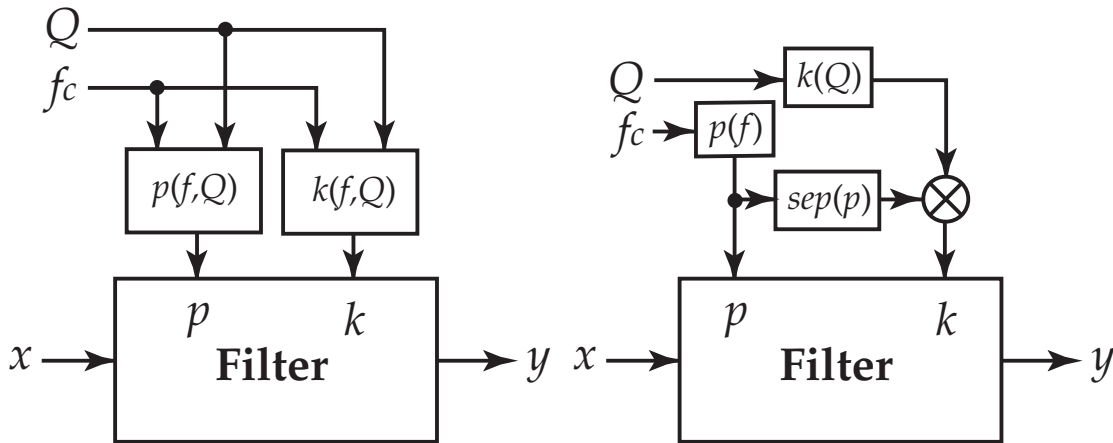 Q
fc
p(f,Q)
k(f,Q)
p
k
x
Filter
y
Q
k(Q)
fc
p(f)
sep(p)
p
k
x
Filter
y